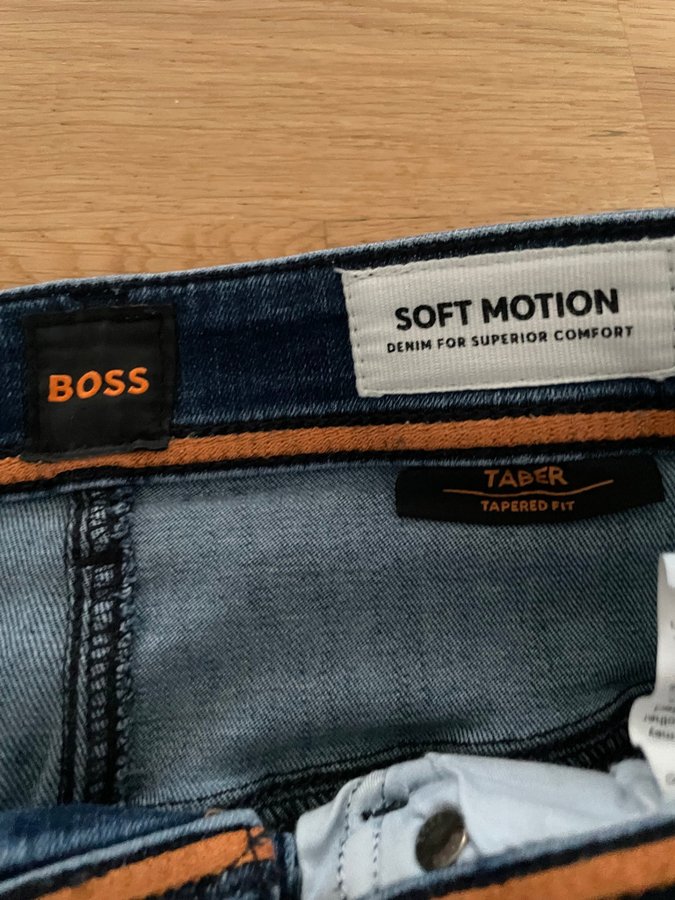 BOSS
SOFT MOTION
DENIM FOR SUPERIOR COMFORT
TABER
TAPERED FIT